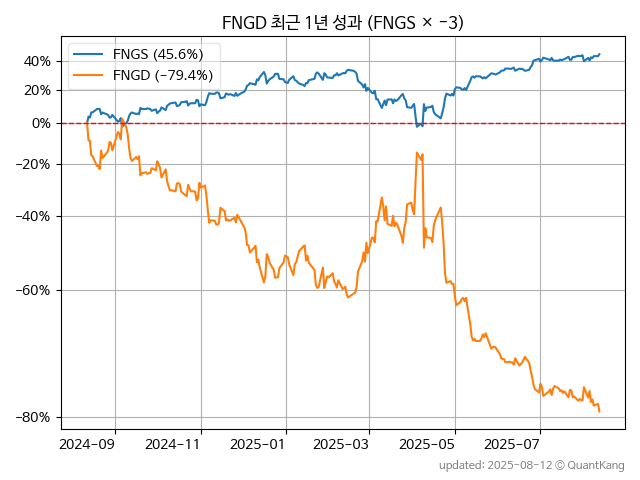 FNGD 최근 1년 성과 (FNGS × −3)
FNGS (45.6%)
FNGD (−79.4%)
40%
20%
0%
−20%
−40%
−60%
−80%
2024-09 2024-11 2025-01 2025-03 2025-05 2025-07
updated: 2025-08-12 © QuantKang